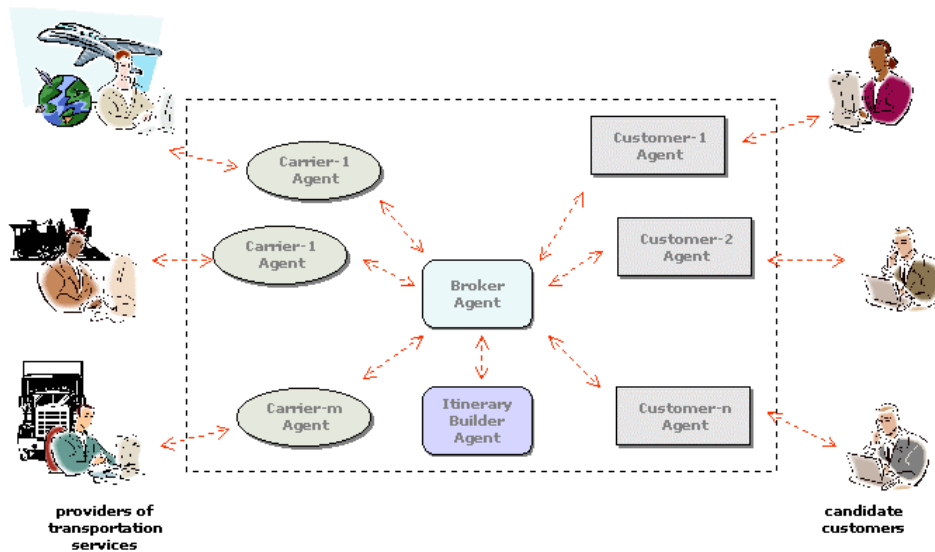 Carrier-1
Agent
Customer-1
Agent
Carrier-1
Agent
Customer-2
Agent
Broker
Agent
Carrier-m
Agent
Itinerary
Builder
Agent
Customer-n
Agent
providers of
transportation
services
candidate
customers